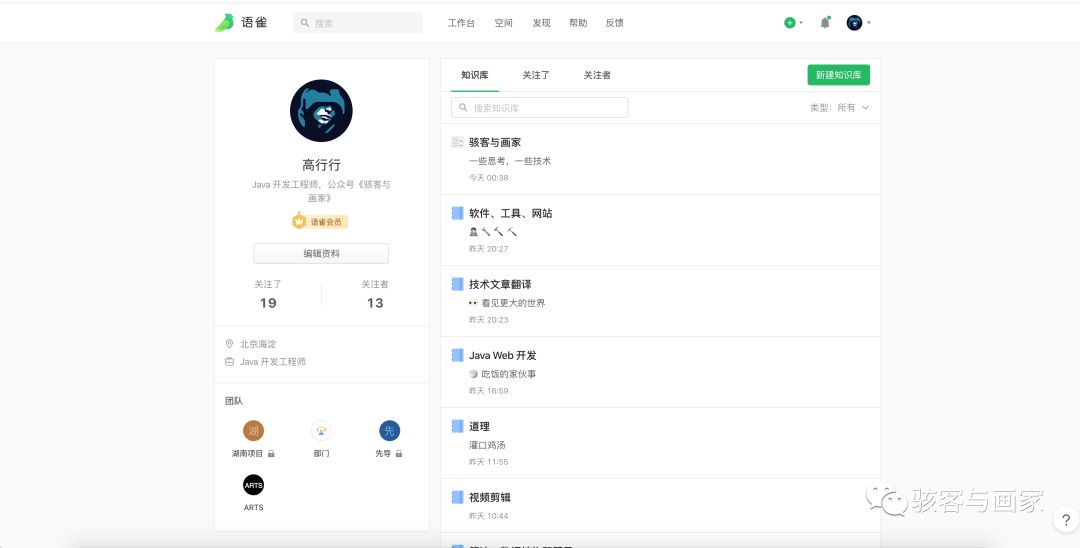 语雀
搜索
工作台 空间 发现 帮助 反馈
高行行
Java 开发工程师，公众号《骇客与
画家》
语雀会员
编辑资料
关注了 关注者
19 13
北京海淀
Java 开发工程师
团队
湖
先
湖南项目 部门 先导
ARTS
ARTS
知识库 关注了 关注者
新建知识库
搜索知识库
类型：所有
骇客与画家
一些思考，一些技术
今天 00:38
软件、工具、网站
昨天 20:27
技术文章翻译
看见更大的世界
昨天 20:23
Java Web 开发
吃饭的家伙事
昨天 16:59
道理
灌口鸡汤
昨天 11:55
视频剪辑
昨天 10:44
骇客与画家
?